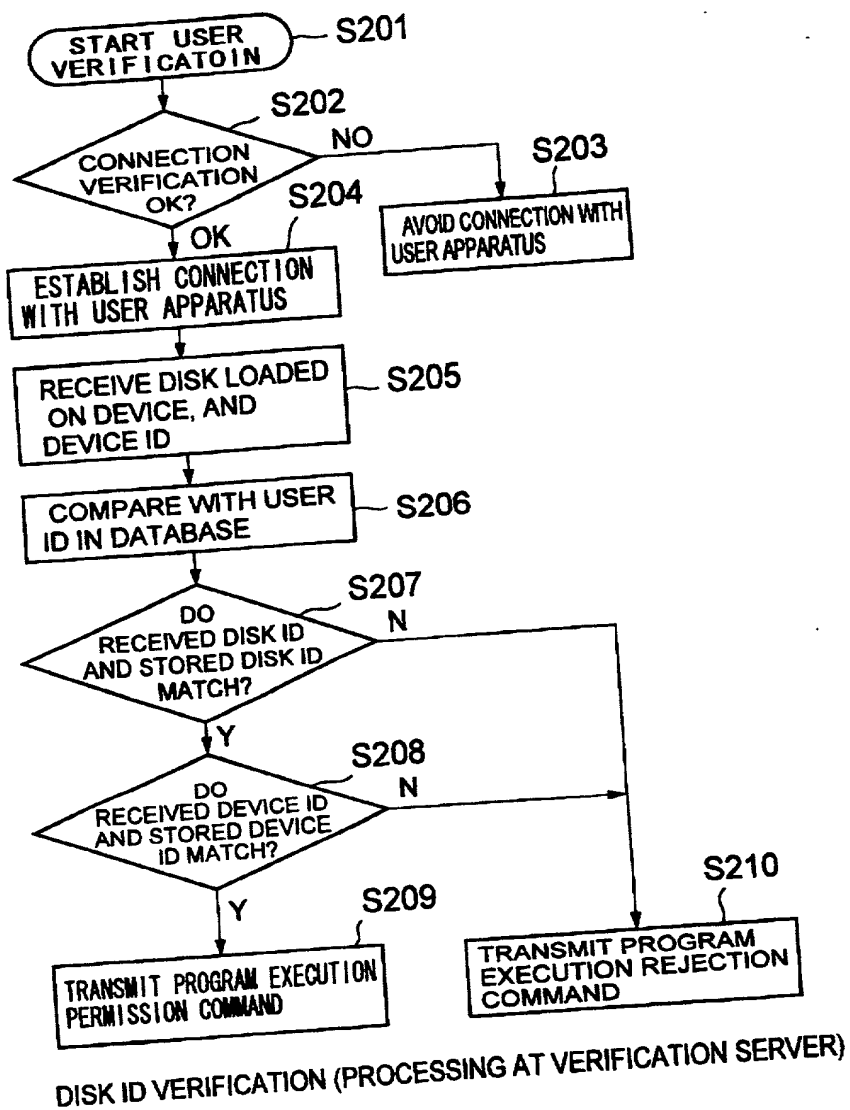 START USER
VERIFICATOIN
S201
S202
CONNECTION
VERIFICATION
OK?
NO
S203
AVOID CONNECTION WITH
USER APPARATUS
OK
S204
ESTABLISH CONNECTION
WITH USER APPARATUS
RECEIVE DISK LOADED
ON DEVICE, AND
DEVICE ID
S205
COMPARE WITH USER
ID IN DATABASE
S206
S207
DO
RECEIVED DISK ID
AND STORED DISK ID
MATCH?
N
Y
S208
DO
RECEIVED DEVICE ID
AND STORED DEVICE
ID MATCH?
N
Y
S209
TRANSMIT PROGRAM EXECUTION
PERMISSION COMMAND
S210
TRANSMIT PROGRAM
EXECUTION REJECTION
COMMAND
DISK ID VERIFICATION (PROCESSING AT VERIFICATION SERVER)